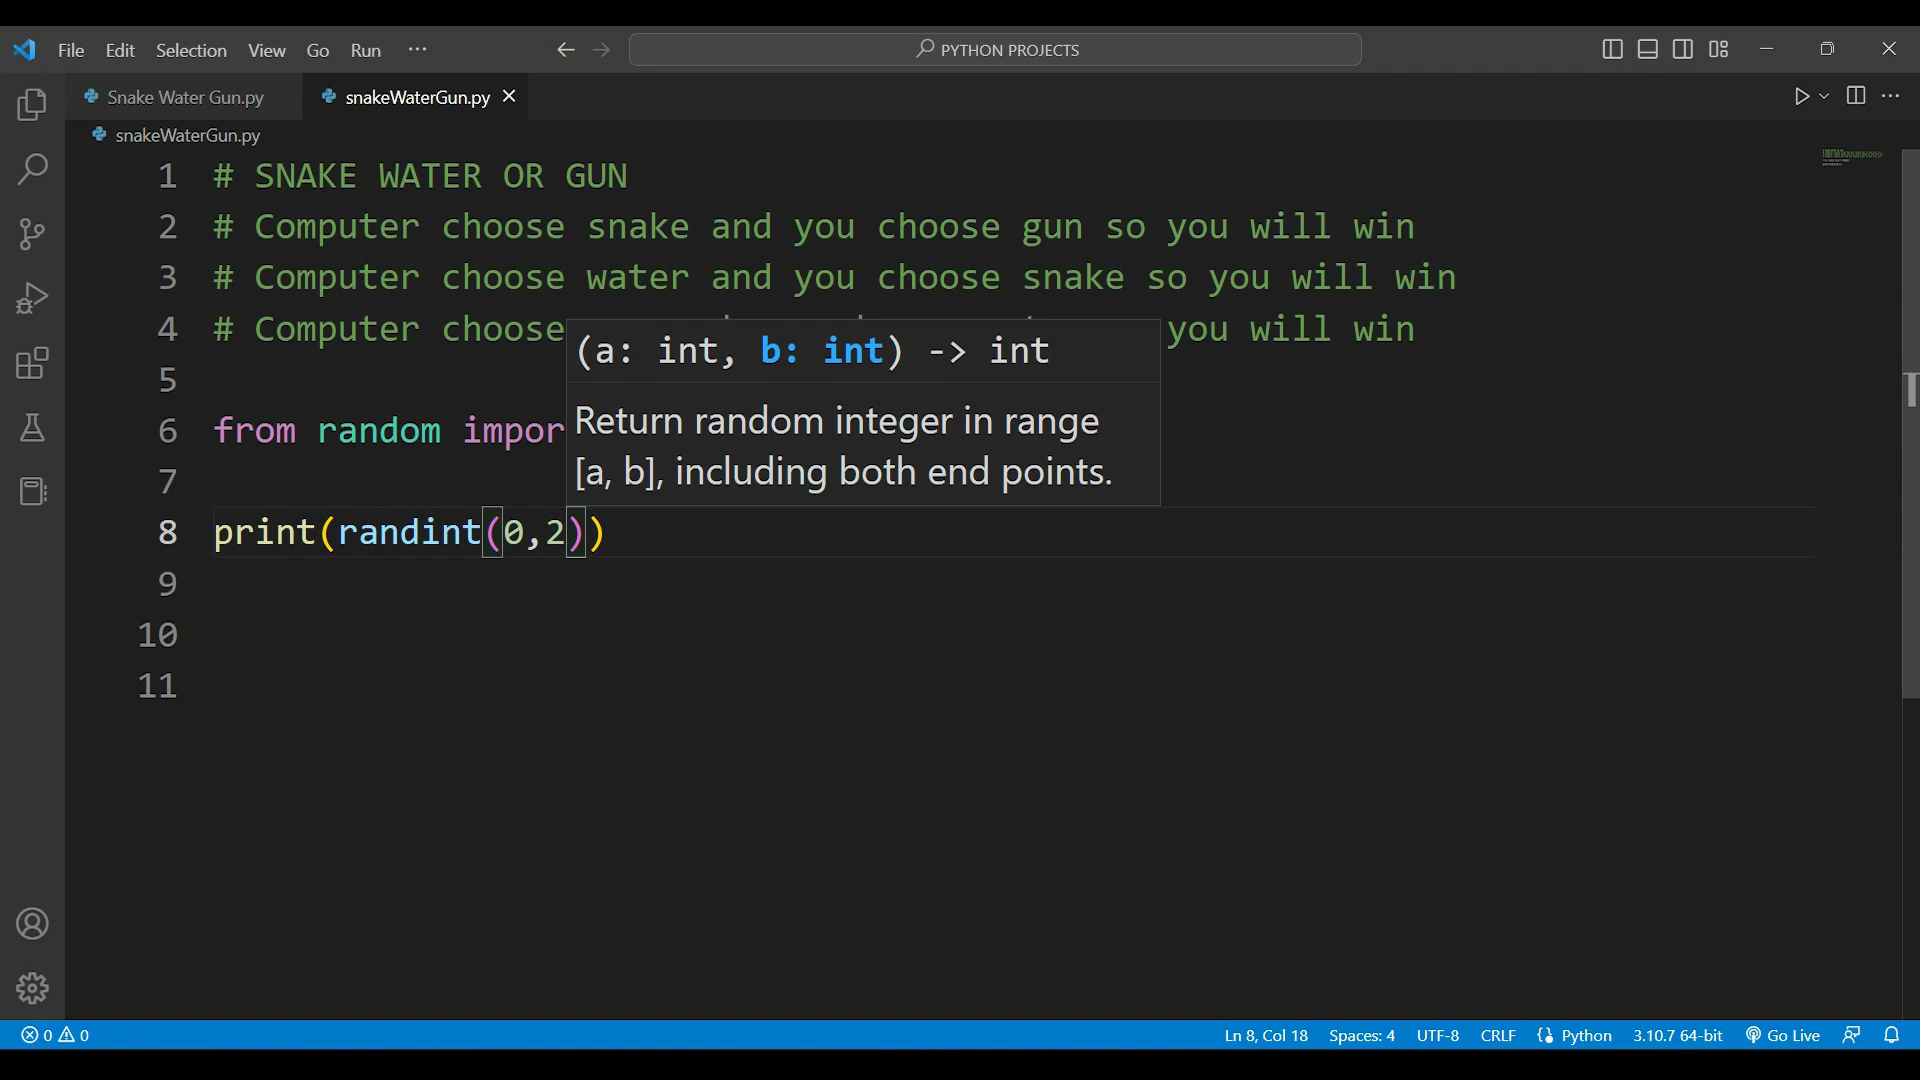 File Edit Selection View Go Run ··· PYTHON PROJECTS
Snake Water Gun.py snakeWaterGun.py
snakeWaterGun.py
1 # SNAKE WATER OR GUN
2 # Computer choose snake and you choose gun so you will win
3 # Computer choose water and you choose snake so you will win
4 # Computer choose you will win
(a: int, b: int) -> int
5
Return random integer in range
6 from random impor
[a, b], including both end points.
7
8 print(randint(0,2))
9
10
11
0 0 Ln 8, Col 18 Spaces: 4 UTF-8 CRLF {} Python 3.10.7 64-bit Go Live